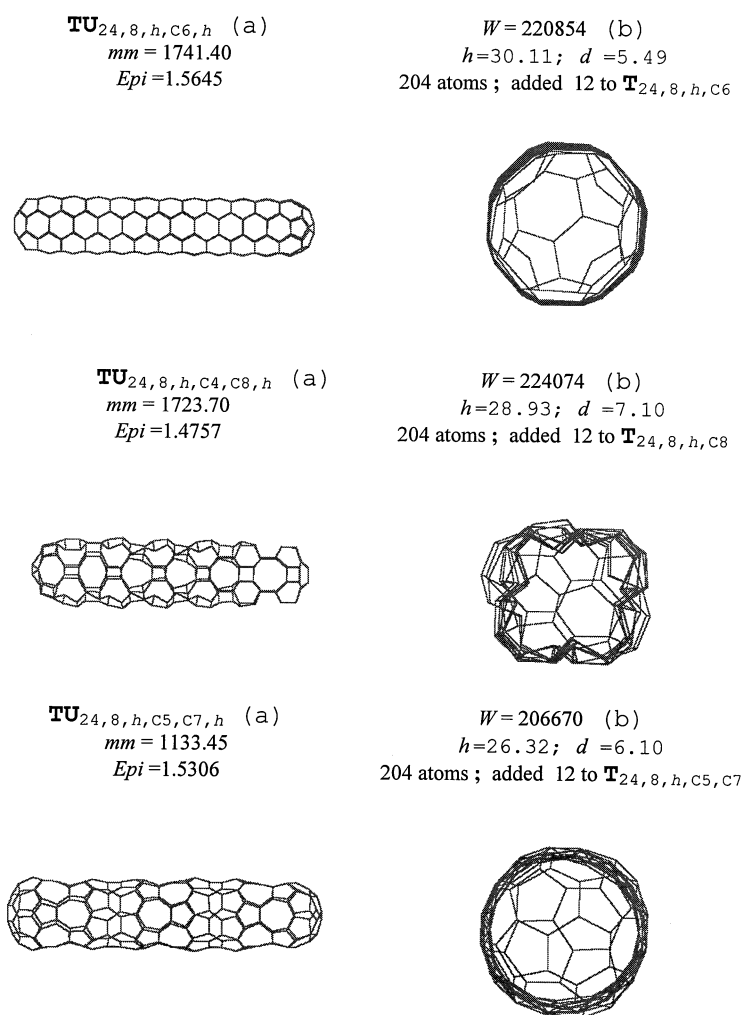 TU24,8,h,C6,h (a)
mm = 1741.40
Epi =1.5645
W = 220854 (b)
h=30.11; d =5.49
204 atoms ; added 12 to T24,8,h,C6
TU24,8,h,C4,C8,h (a)
mm = 1723.70
Epi =1.4757
W = 224074 (b)
h=28.93; d =7.10
204 atoms ; added 12 to T24,8,h,C8
TU24,8,h,C5,C7,h (a)
mm = 1133.45
Epi =1.5306
W = 206670 (b)
h=26.32; d =6.10
204 atoms ; added 12 to T24,8,h,C5,C7